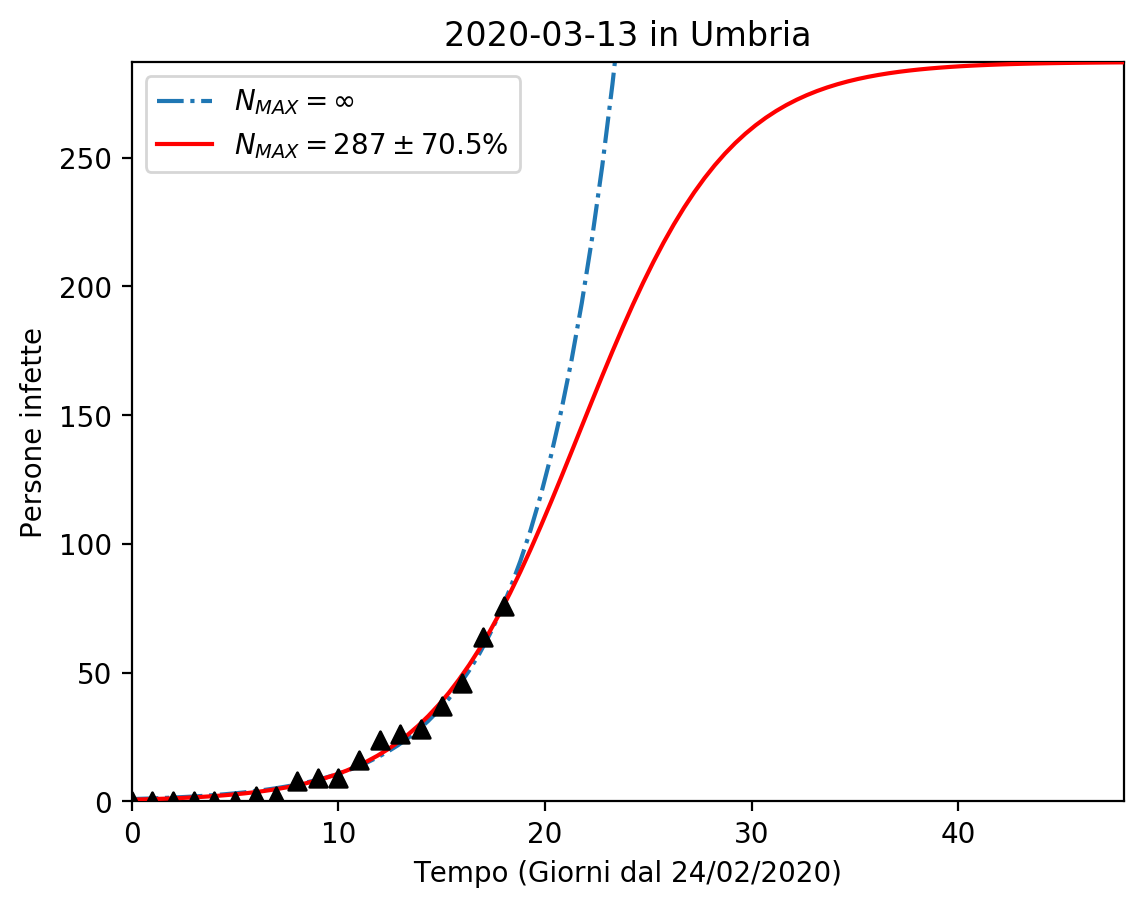 2020-03-13 in Umbria
N_MAX = ∞
N_MAX = 287 ± 70.5%
250
200
150
100
50
0
Persone infette
0 10 20 30 40
Tempo (Giorni dal 24/02/2020)